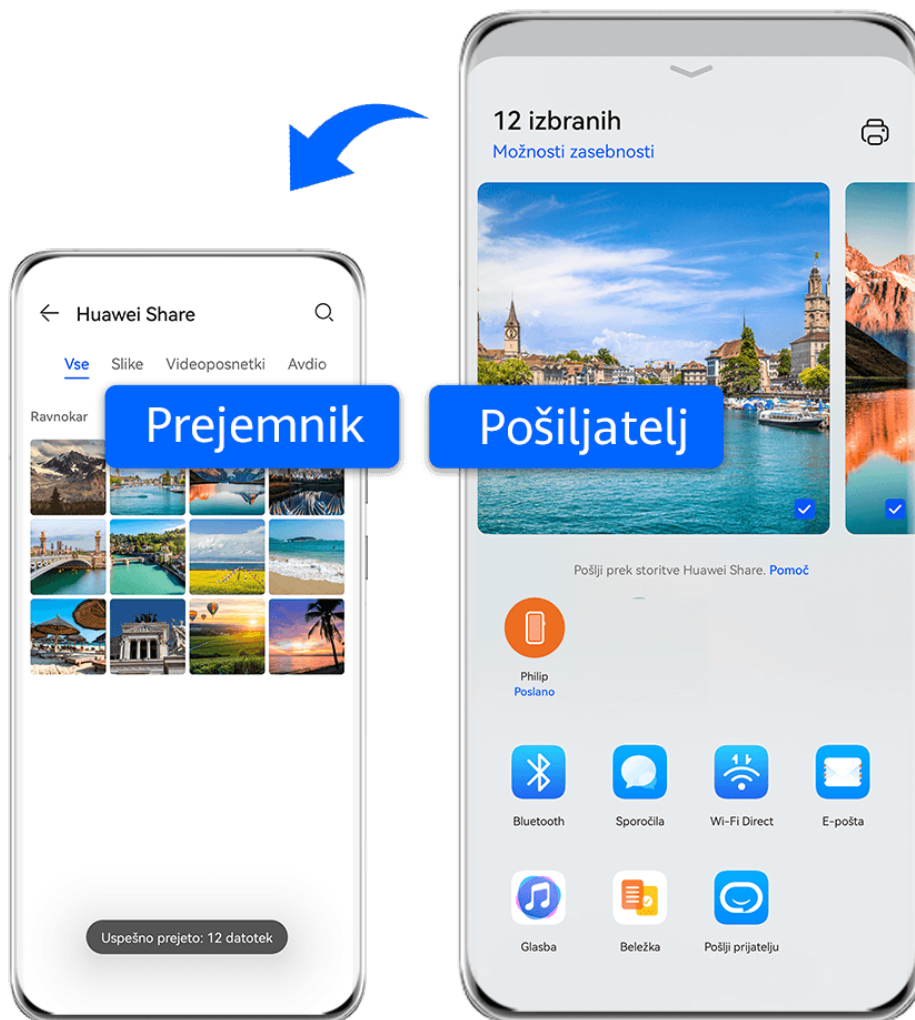 Huawei Share
Vse Slike Videoposnetki Avdio
Ravnokar
Prejemnik
Uspešno prejeto: 12 datotek
12 izbranih
Možnosti zasebnosti
Pošiljatelj
Pošlji prek storitve Huawei Share. Pomoč
Philip
Poslano
Bluetooth Sporočila Wi-Fi Direct E-pošta
Glasba Beležka Pošlji prijatelju